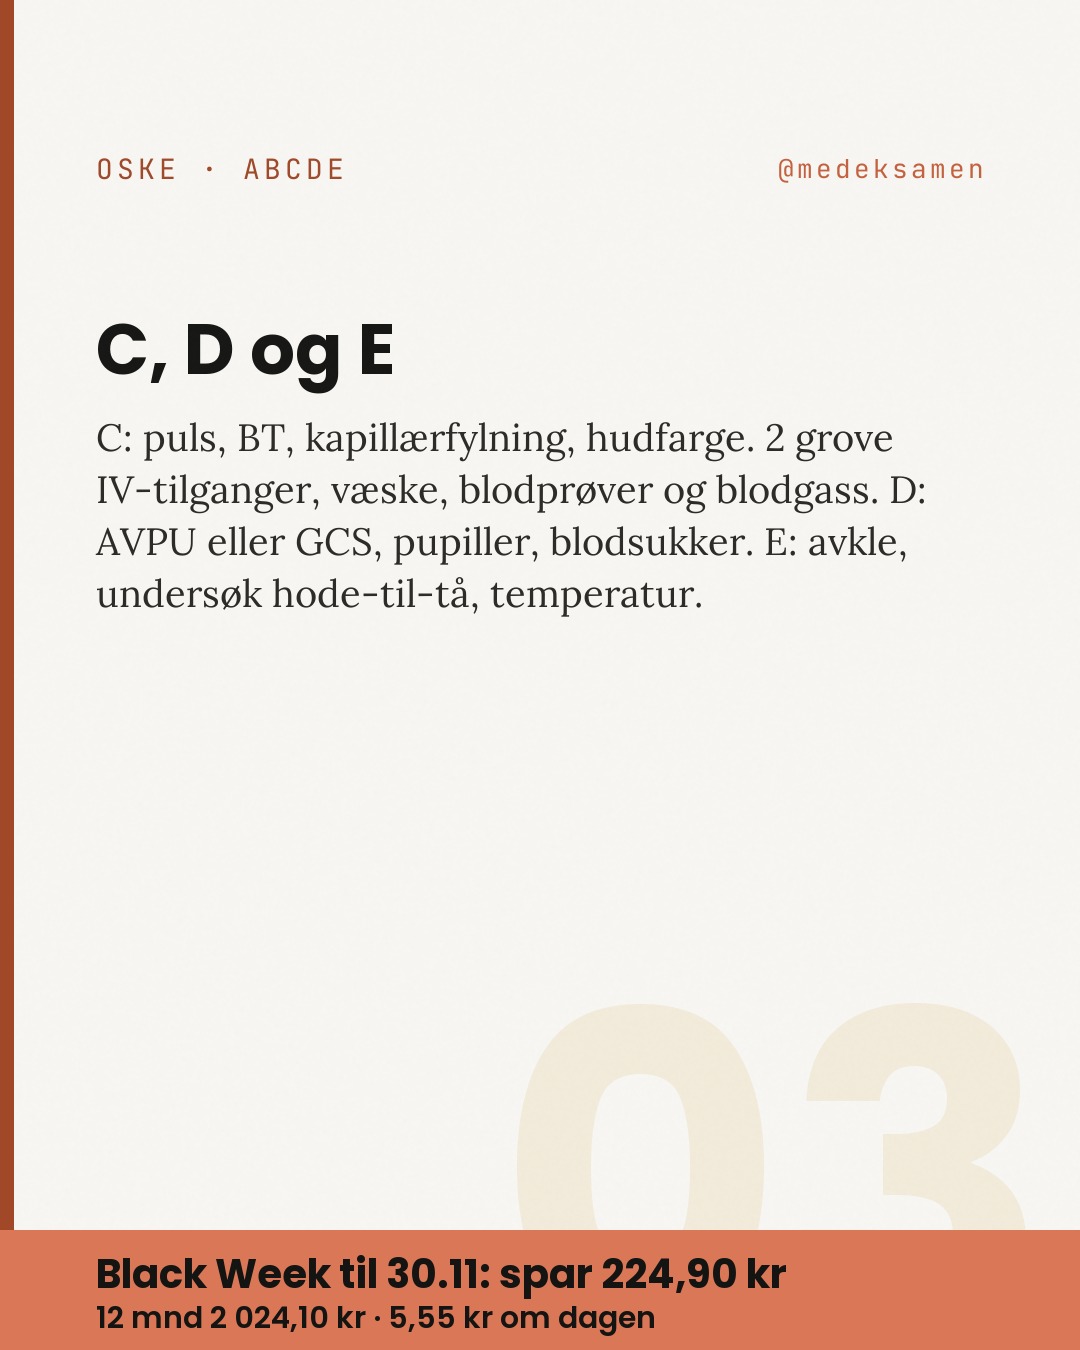 OSKE · ABCDE
@medeksamen
C, D og E
C: puls, BT, kapillærfylning, hudfarge. 2 grove
IV-tilganger, væske, blodprøver og blodgass. D:
AVPU eller GCS, pupiller, blodsukker. E: avkle,
undersøk hode-til-tå, temperatur.
03
Black Week til 30.11: spar 224,90 kr
12 mnd 2 024,10 kr · 5,55 kr om dagen